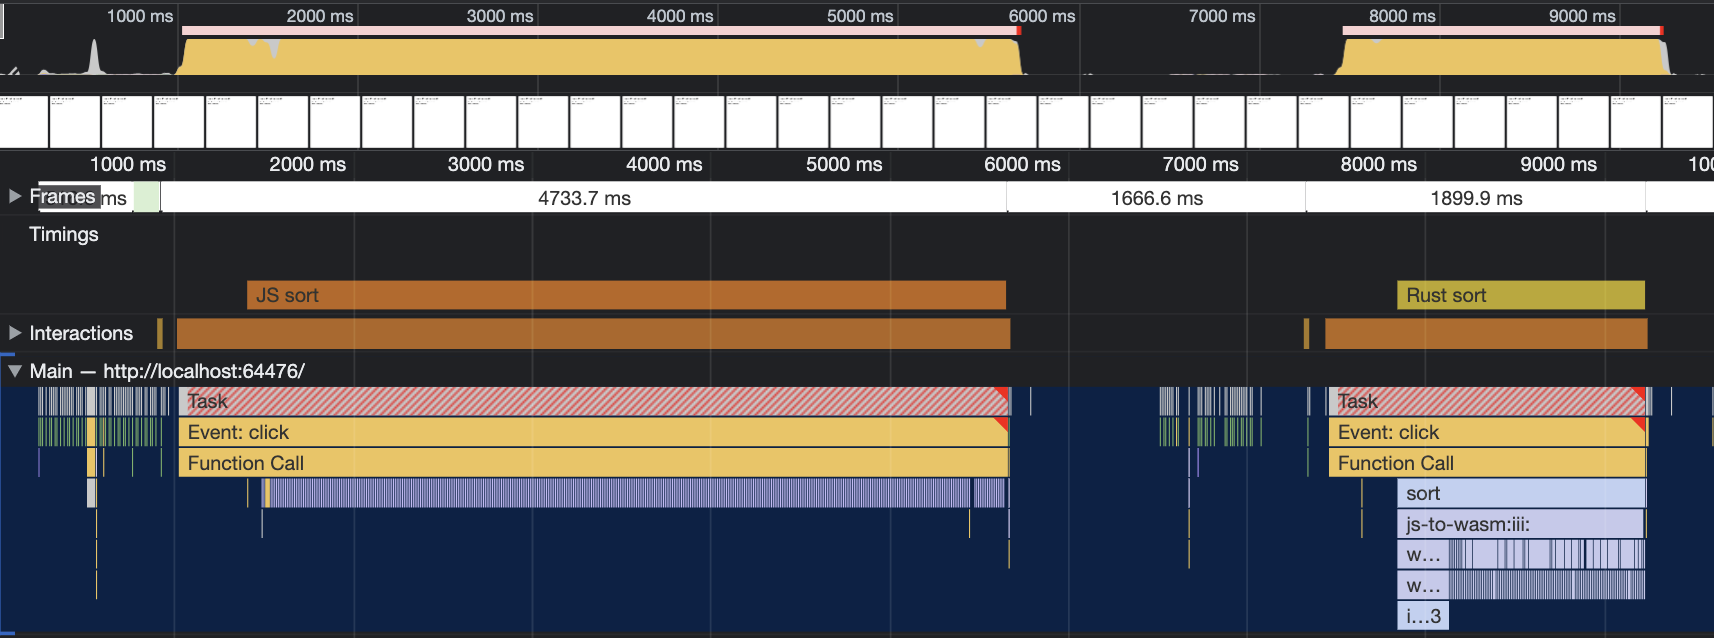 1000 ms 2000 ms 3000 ms 4000 ms 5000 ms 6000 ms 7000 ms 8000 ms 9000 ms
1000 ms 2000 ms 3000 ms 4000 ms 5000 ms 6000 ms 7000 ms 8000 ms 9000 ms 100
Frames ms 4733.7 ms 1666.6 ms 1899.9 ms
Timings
JS sort Rust sort
Interactions
Main — http://localhost:64476/
Task Task
Event: click Event: click
Function Call Function Call
sort
js-to-wasm:iii:
w...
w...
i...3